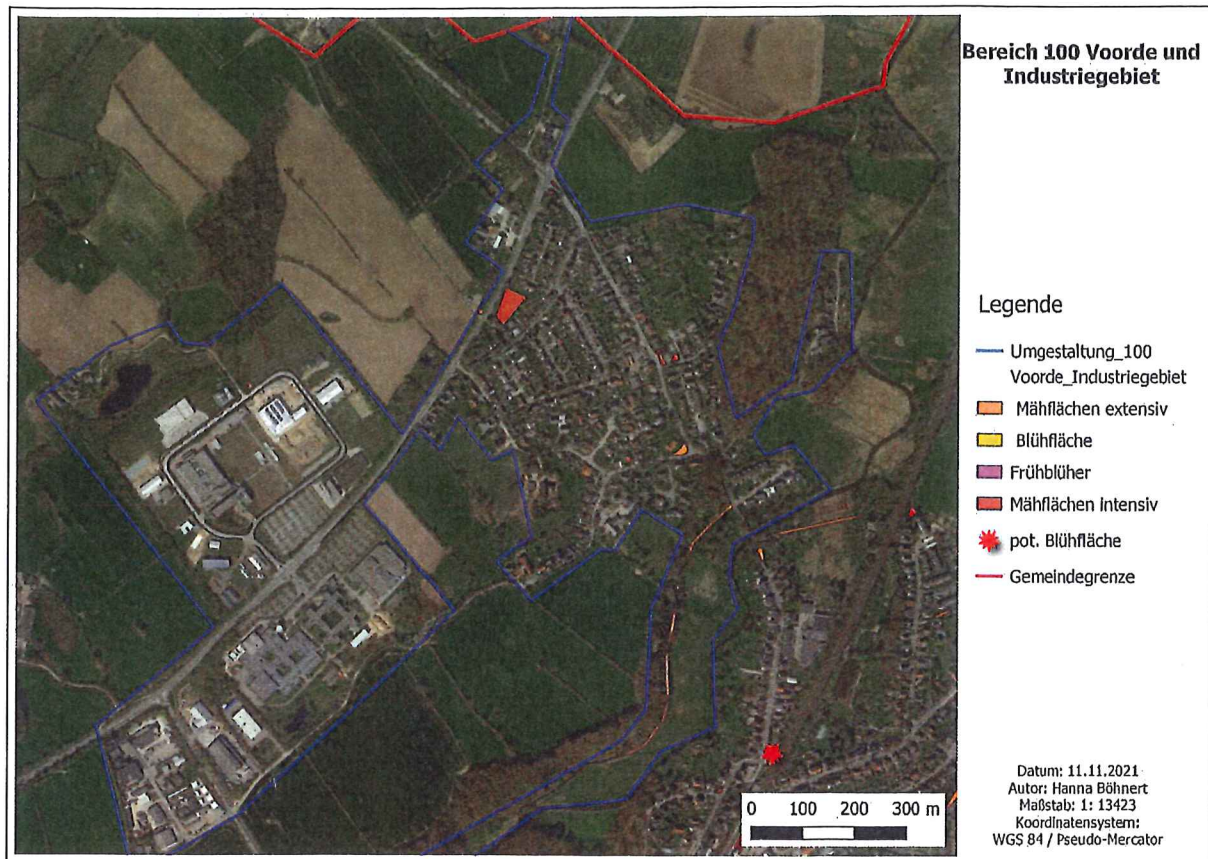 Bereich 100 Voorde und
Industriegebiet
Legende
Umgestaltung_100
Voorde_Industriegebiet
Mähflächen extensiv
Blühfläche
Frühblüher
Mähflächen intensiv
pot. Blühfläche
Gemeindegrenze
0 100 200 300 m
Datum: 11.11.2021
Autor: Hanna Böhnert
Maßstab: 1: 13423
Koordinatensystem:
WGS 84 / Pseudo-Mercator